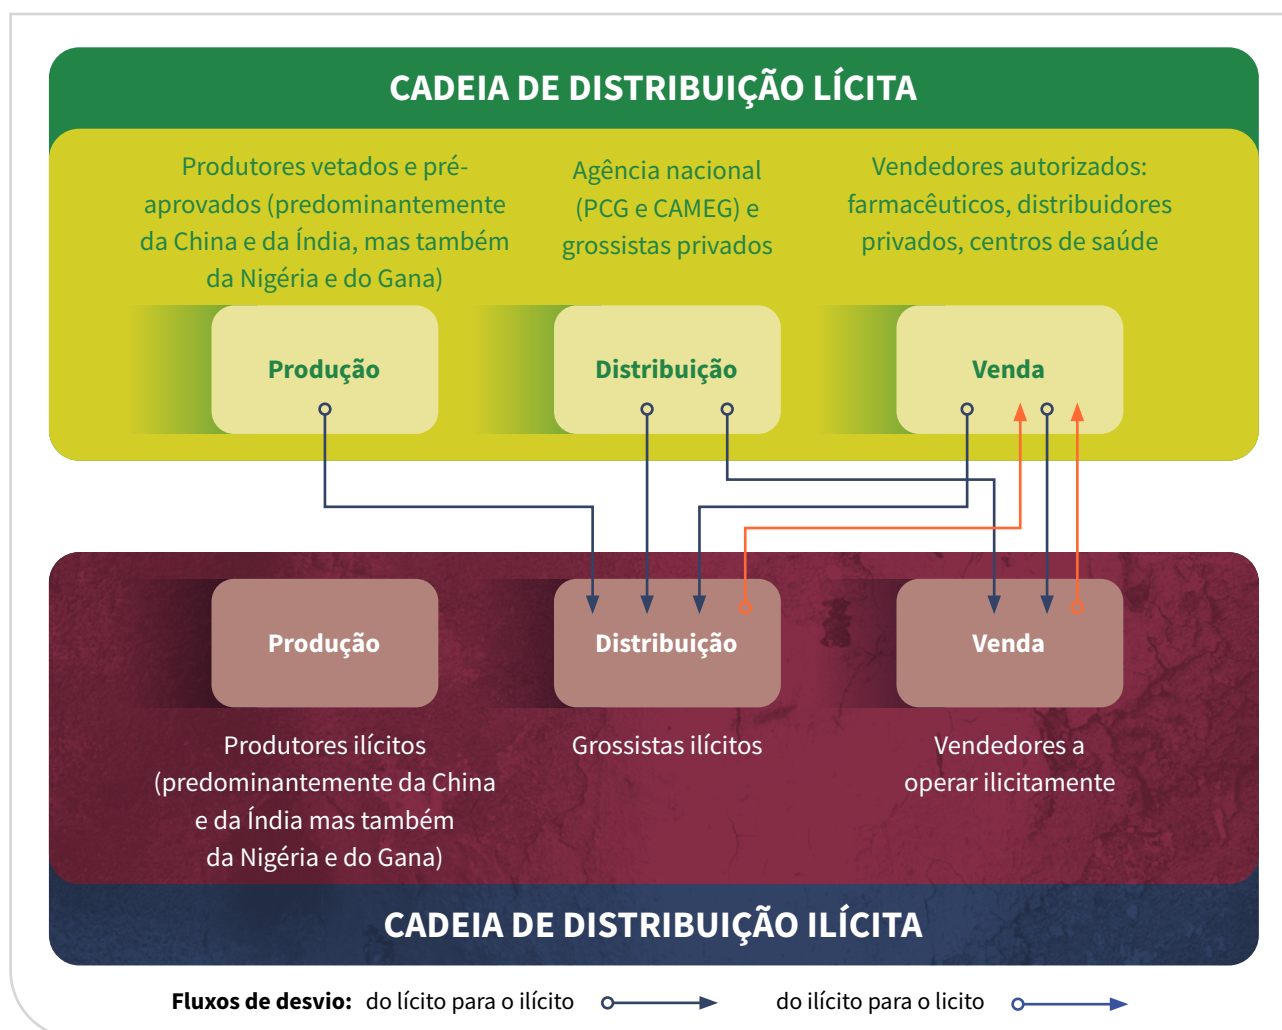 CADEIA DE DISTRIBUIÇÃO LÍCITA
Produtores vetados e pré-
aprovados (predominantemente
da China e da Índia, mas também
da Nigéria e do Gana)
Agência nacional
(PCG e CAMEG) e
grossistas privados
Vendedores autorizados:
farmacêuticos, distribuidores
privados, centros de saúde
Produção
Distribuição
Venda
Produção
Distribuição
Venda
Produtores ilícitos
(predominantemente da China
e da Índia mas também
da Nigéria e do Gana)
Grossistas ilícitos
Vendedores a
operar ilicitamente
CADEIA DE DISTRIBUIÇÃO ILÍCITA
Fluxos de desvio: do lícito para o ilícito do ilícito para o licito